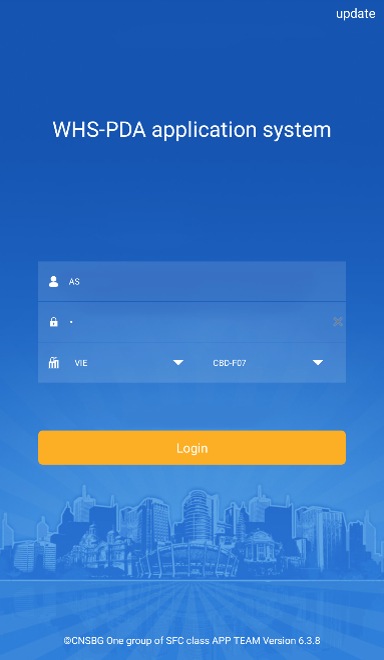 update
WHS-PDA application system
AS
•
VIE CBD-F07
Login
©CNSBG One group of SFC class APP TEAM Version 6.3.8